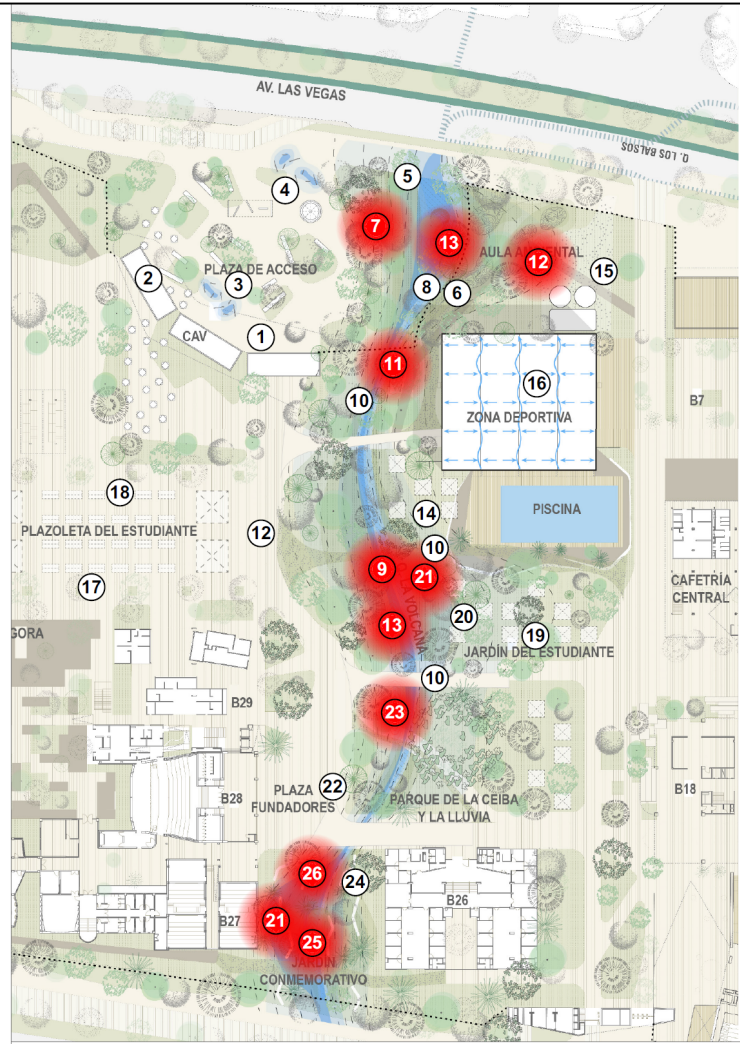 AV. LAS VEGAS
Q. LOS BALSOS
5
4
7
13
AULA AMBIENTAL
12
15
2
3
PLAZA DE ACCESO
8
6
CAV
1
11
16
10
ZONA DEPORTIVA
B7
18
14
PISCINA
PLAZOLETA DEL ESTUDIANTE
12
10
9
21
17
CAFETRÍA
CENTRAL
20
13
19
GORA
JARDÍN DEL ESTUDIANTE
VOLCANA
10
B29
23
22
PLAZA
FUNDADORES
B28
PARQUE DE LA CEIBA
Y LA LLUVIA
B18
26
24
B26
B27
21
25
JARDÍN
CONMEMORATIVO